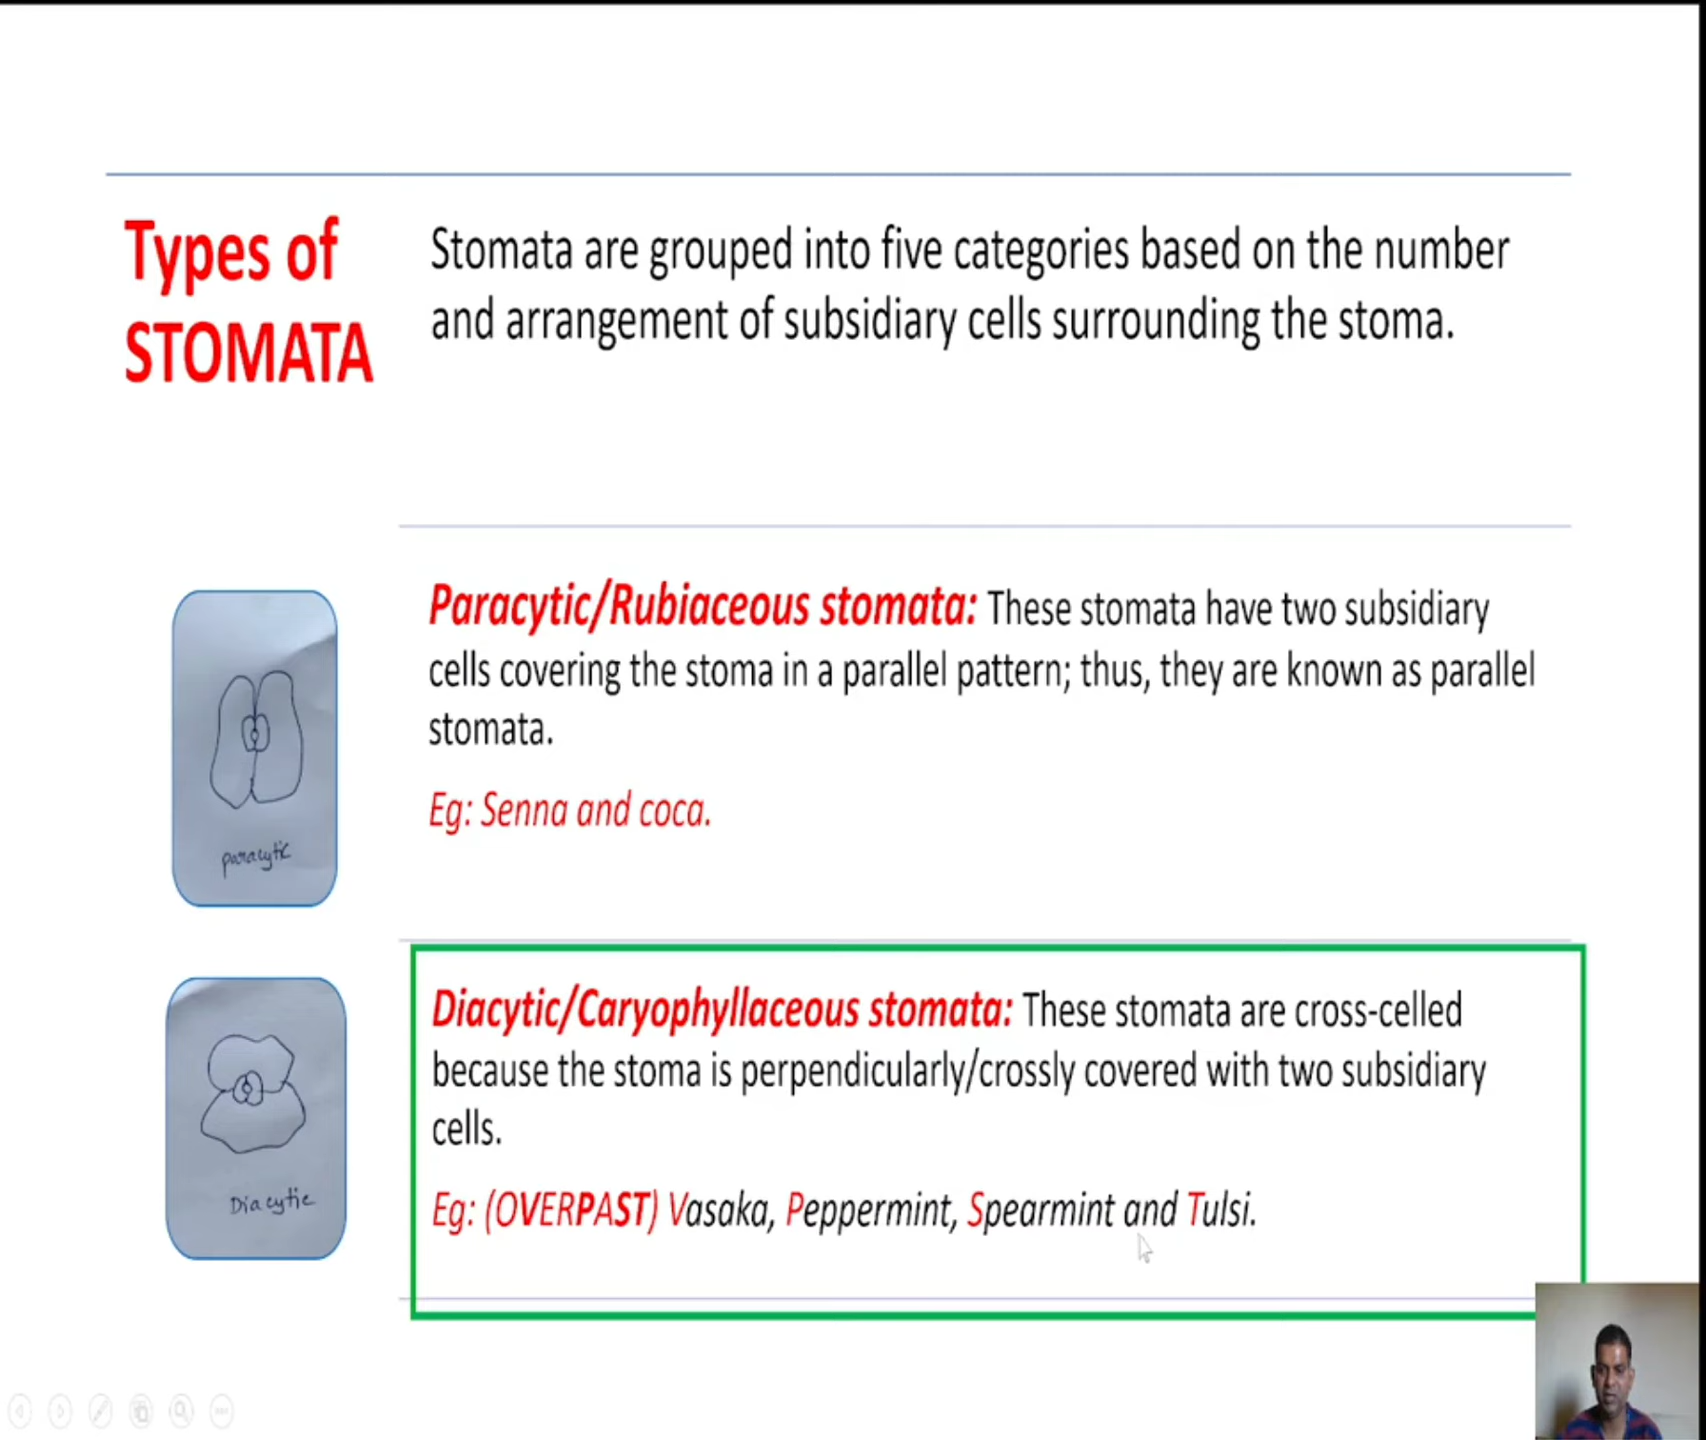 Types of
STOMATA
Stomata are grouped into five categories based on the number
and arrangement of subsidiary cells surrounding the stoma.
Paracytic/Rubiaceous stomata: These stomata have two subsidiary
cells covering the stoma in a parallel pattern; thus, they are known as parallel
stomata.
Eg: Senna and coca.
paracytic
Diacytic/Caryophyllaceous stomata: These stomata are cross-celled
because the stoma is perpendicularly/crossly covered with two subsidiary
cells.
Eg: (OVERPAST) Vasaka, Peppermint, Spearmint and Tulsi.
Diacytic